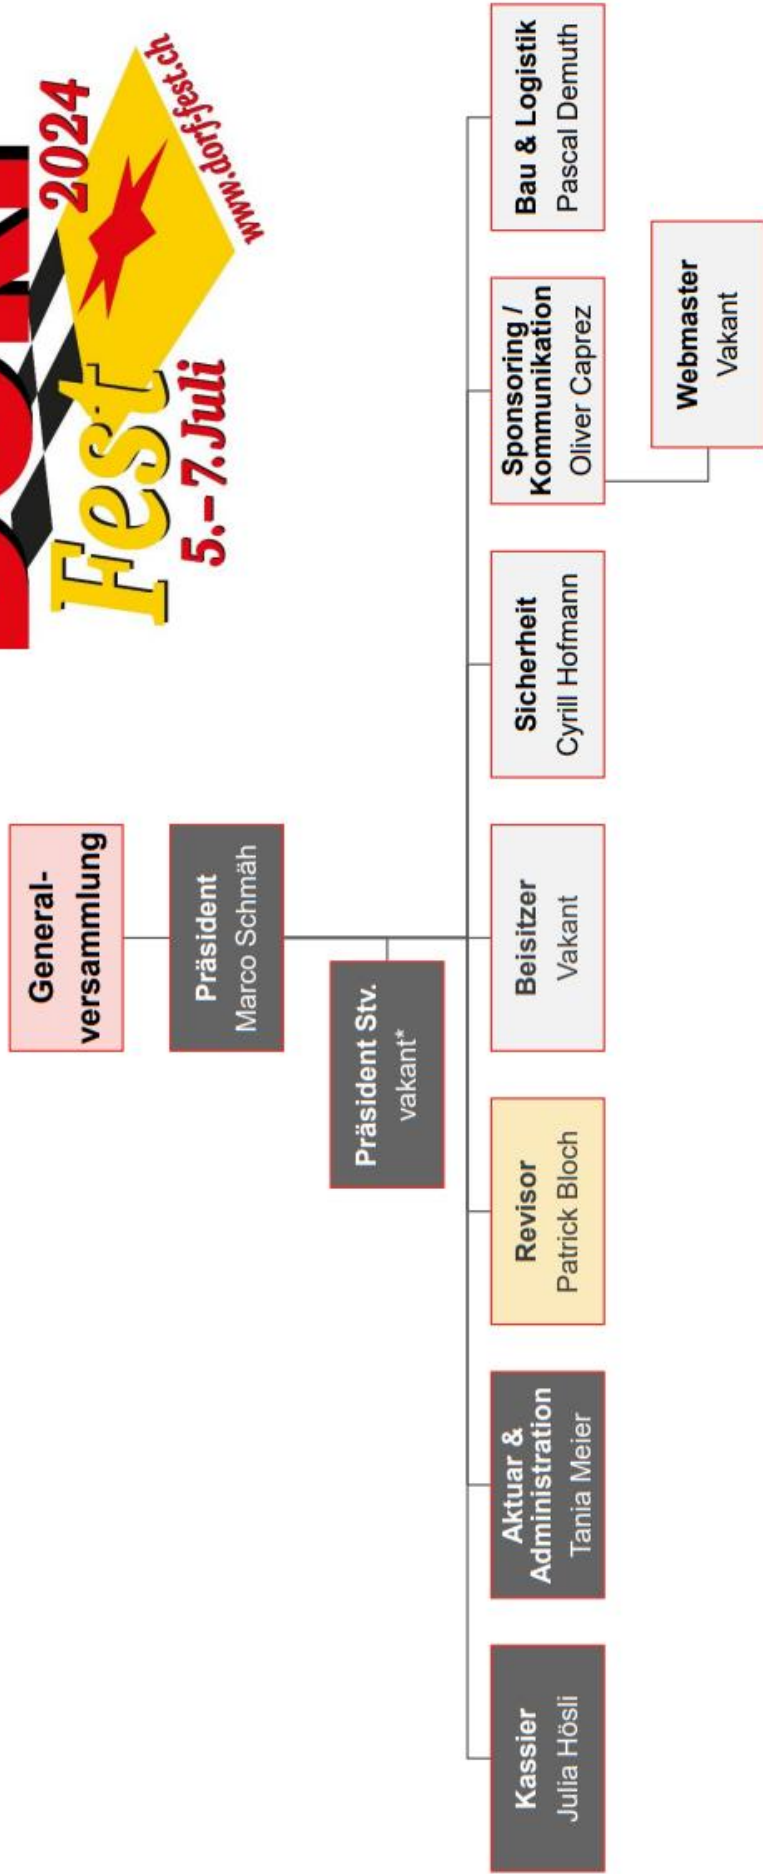 2024
Fest
5.–7. Juli
www.dorf-fest.ch
General-
versammlung
Präsident
Marco Schmäh
Präsident Stv.
vakant*
Kassier
Julia Hösli
Aktuar &
Administration
Tania Meier
Revisor
Patrick Bloch
Beisitzer
Vakant
Sicherheit
Cyrill Hofmann
Sponsoring /
Kommunikation
Oliver Caprez
Bau & Logistik
Pascal Demuth
Webmaster
Vakant